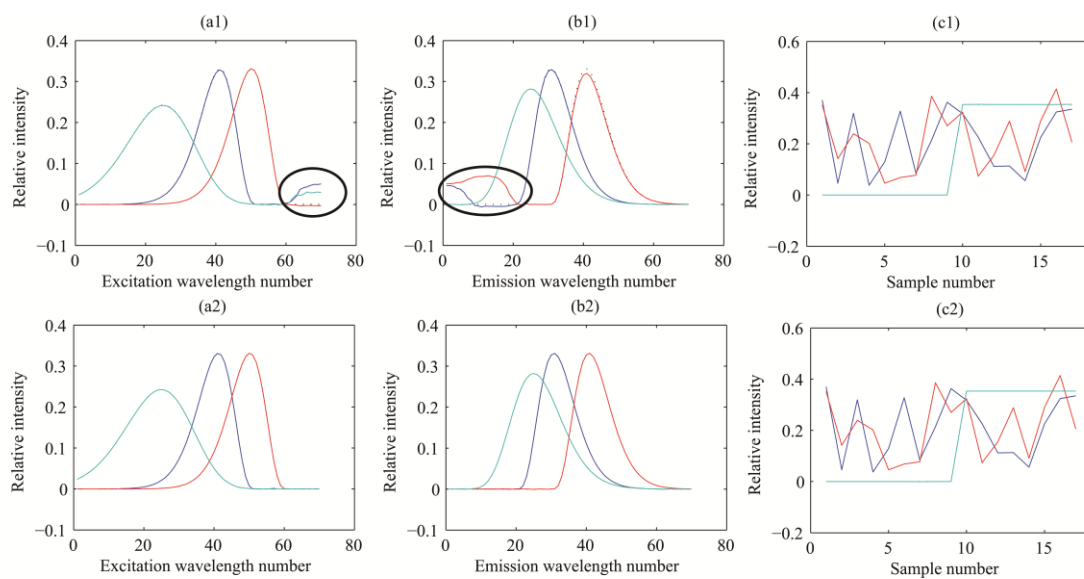 (a1)
Relative intensity
0.4
0.3
0.2
0.1
0
−0.1
0 20 40 60 80
Excitation wavelength number
(b1)
Relative intensity
0.4
0.3
0.2
0.1
0
−0.1
0 20 40 60 80
Emission wavelength number
(c1)
Relative intensity
0.6
0.4
0.2
0
−0.2
0 5 10 15
Sample number
(a2)
Relative intensity
0.4
0.3
0.2
0.1
0
−0.1
0 20 40 60 80
Excitation wavelength number
(b2)
Relative intensity
0.4
0.3
0.2
0.1
0
−0.1
0 20 40 60 80
Emission wavelength number
(c2)
Relative intensity
0.6
0.4
0.2
0
−0.2
0 5 10 15
Sample number